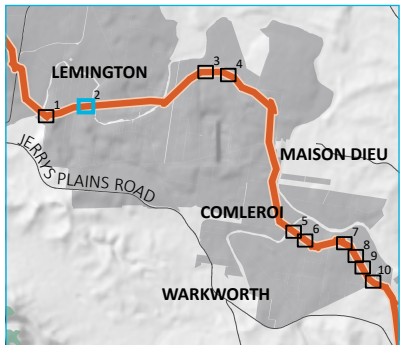 3 4
LEMINGTON
2
1
JERRYS PLAINS ROAD
MAISON DIEU
COMLEROI
5
6
7
8
9
10
WARKWORTH